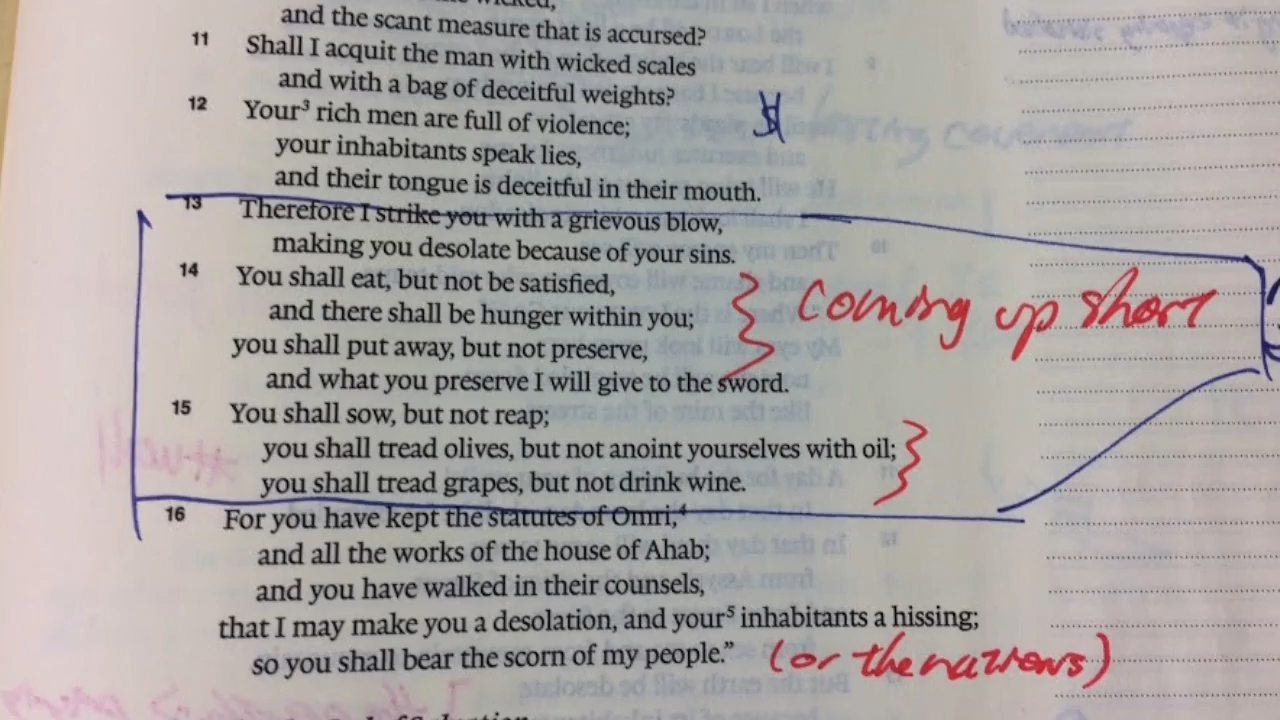 and the scant measure that is accursed?
11 Shall I acquit the man with wicked scales
and with a bag of deceitful weights?
12 Your³ rich men are full of violence;
your inhabitants speak lies,
and their tongue is deceitful in their mouth.
13 Therefore I strike you with a grievous blow,
making you desolate because of your sins.
14 You shall eat, but not be satisfied,
and there shall be hunger within you;
you shall put away, but not preserve,
and what you preserve I will give to the sword.
coming up short
15 You shall sow, but not reap;
you shall tread olives, but not anoint yourselves with oil;
you shall tread grapes, but not drink wine.
16 For you have kept the statutes of Omri,⁴
and all the works of the house of Ahab;
and you have walked in their counsels,
that I may make you a desolation, and your⁵ inhabitants a hissing;
so you shall bear the scorn of my people." (or the nations)